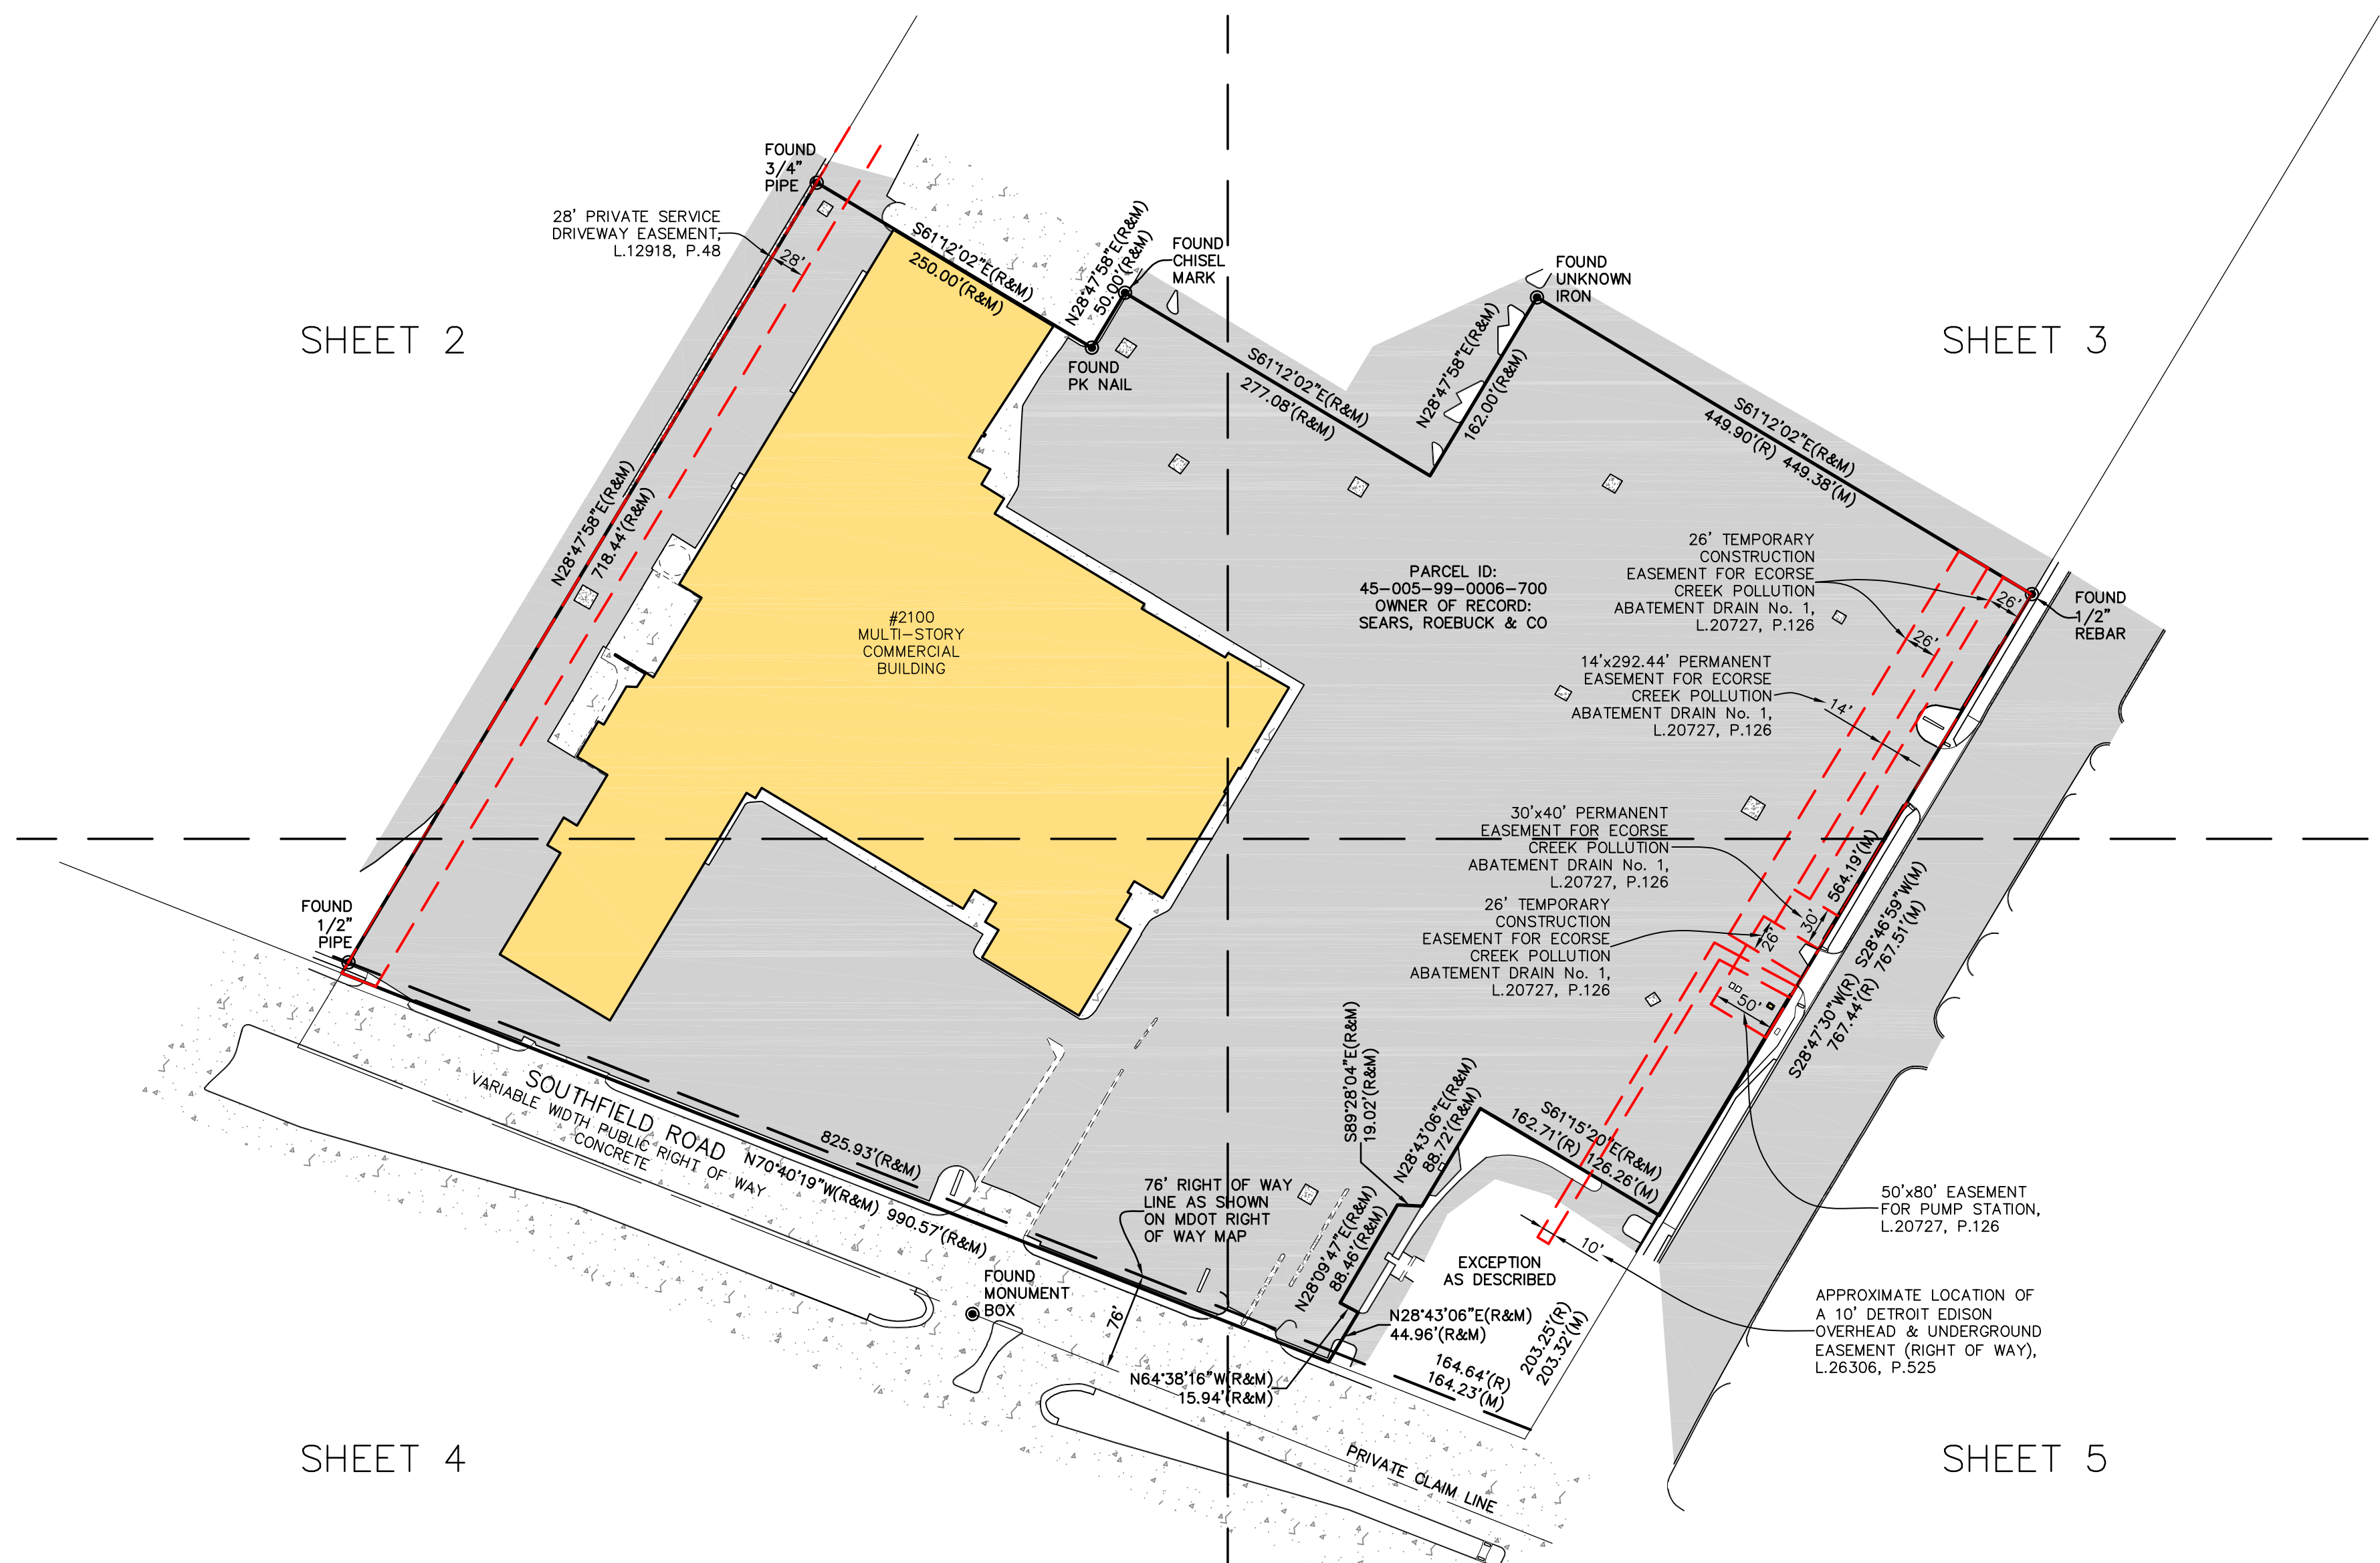 FOUND
3/4"
PIPE
28' PRIVATE SERVICE
DRIVEWAY EASEMENT,
L.12918, P.48
28'
S61°12'02"E(R&M)
250.00'(R&M)
N28°47'58"E(R&M)
50.00'(R&M)
FOUND
CHISEL
MARK
FOUND
PK NAIL
FOUND
UNKNOWN
IRON
SHEET 2
SHEET 3
S61°12'02"E(R&M)
277.08'(R&M)
N28°47'58"E(R&M)
162.00'(R&M)
S61°12'02"E(R&M)
449.90'(R) 449.38'(M)
N28°47'58"E(R&M)
718.44'(R&M)
#2100
MULTI-STORY
COMMERCIAL
BUILDING
PARCEL ID:
45-005-99-0006-700
OWNER OF RECORD:
SEARS, ROEBUCK & CO
26' TEMPORARY
CONSTRUCTION
EASEMENT FOR ECORSE
CREEK POLLUTION
ABATEMENT DRAIN No. 1,
L.20727, P.126
26'
26'
FOUND
1/2"
REBAR
14'x292.44' PERMANENT
EASEMENT FOR ECORSE
CREEK POLLUTION
ABATEMENT DRAIN No. 1,
L.20727, P.126
14'
30'x40' PERMANENT
EASEMENT FOR ECORSE
CREEK POLLUTION
ABATEMENT DRAIN No. 1,
L.20727, P.126
30'
564.19'(M)
26' TEMPORARY
CONSTRUCTION
EASEMENT FOR ECORSE
CREEK POLLUTION
ABATEMENT DRAIN No. 1,
L.20727, P.126
26'
50'
S28°47'30"W(R) S28°46'59"W(M)
767.44'(R) 767.51'(M)
FOUND
1/2"
PIPE
SOUTHFIELD ROAD
VARIABLE WIDTH PUBLIC RIGHT OF WAY
CONCRETE
825.93'(R&M)
N70°40'19"W(R&M) 990.57'(R&M)
FOUND
MONUMENT
BOX
76' RIGHT OF WAY
LINE AS SHOWN
ON MDOT RIGHT
OF WAY MAP
76'
S89°28'04"E(R&M)
19.02'(R&M)
N28°43'06"E(R&M)
88.72'(R&M)
S61°15'20"E(R&M)
162.71'(R) 126.26'(M)
N28°09'47"E(R&M)
88.46'(R&M)
EXCEPTION
AS DESCRIBED
N28°43'06"E(R&M)
44.96'(R&M)
N64°38'16"W(R&M)
15.94'(R&M)
164.64'(R)
164.23'(M)
203.25'(R)
203.32'(M)
10'
50'x80' EASEMENT
FOR PUMP STATION,
L.20727, P.126
APPROXIMATE LOCATION OF
A 10' DETROIT EDISON
OVERHEAD & UNDERGROUND
EASEMENT (RIGHT OF WAY),
L.26306, P.525
PRIVATE CLAIM LINE
SHEET 4
SHEET 5